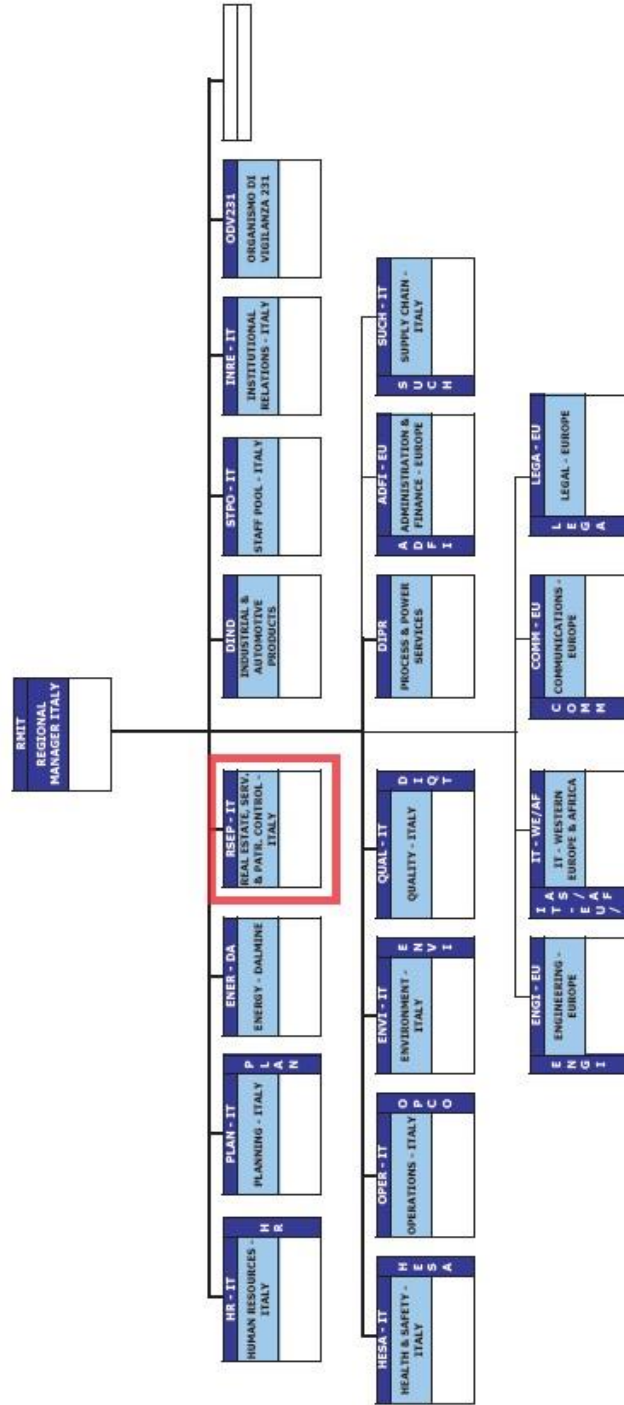 RMIT
REGIONAL
MANAGER ITALY
HR - IT
HUMAN RESOURCES -
ITALY
H R
PLAN - IT
PLANNING - ITALY
P L A N
ENER - DA
ENERGY - DALMINE
RSEP - IT
REAL ESTATE, SERV.
& PATR. CONTROL -
ITALY
DIND
INDUSTRIAL &
AUTOMOTIVE
PRODUCTS
STPO - IT
STAFF POOL - ITALY
INRE - IT
INSTITUTIONAL
RELATIONS - ITALY
ODV231
ORGANISMO DI
VIGILANZA 231
HESA - IT
HEALTH & SAFETY -
ITALY
H E S A
OPER - IT
OPERATIONS - ITALY
O P C O
ENVI - IT
ENVIRONMENT -
ITALY
E N V I
QUAL - IT
QUALITY - ITALY
D I Q T
DIPR
PROCESS & POWER
SERVICES
ADFI - EU
A D F I
ADMINISTRATION &
FINANCE - EUROPE
SUCH - IT
S U C H
SUPPLY CHAIN -
ITALY
ENGI - EU
E N G I
ENGINEERING -
EUROPE
IT - WE/AF
I A
T S
- /
E A
U F
/
IT - WESTERN
EUROPE & AFRICA
COMM - EU
C O M M
COMMUNICATIONS -
EUROPE
LEGA - EU
L E G A
LEGAL - EUROPE